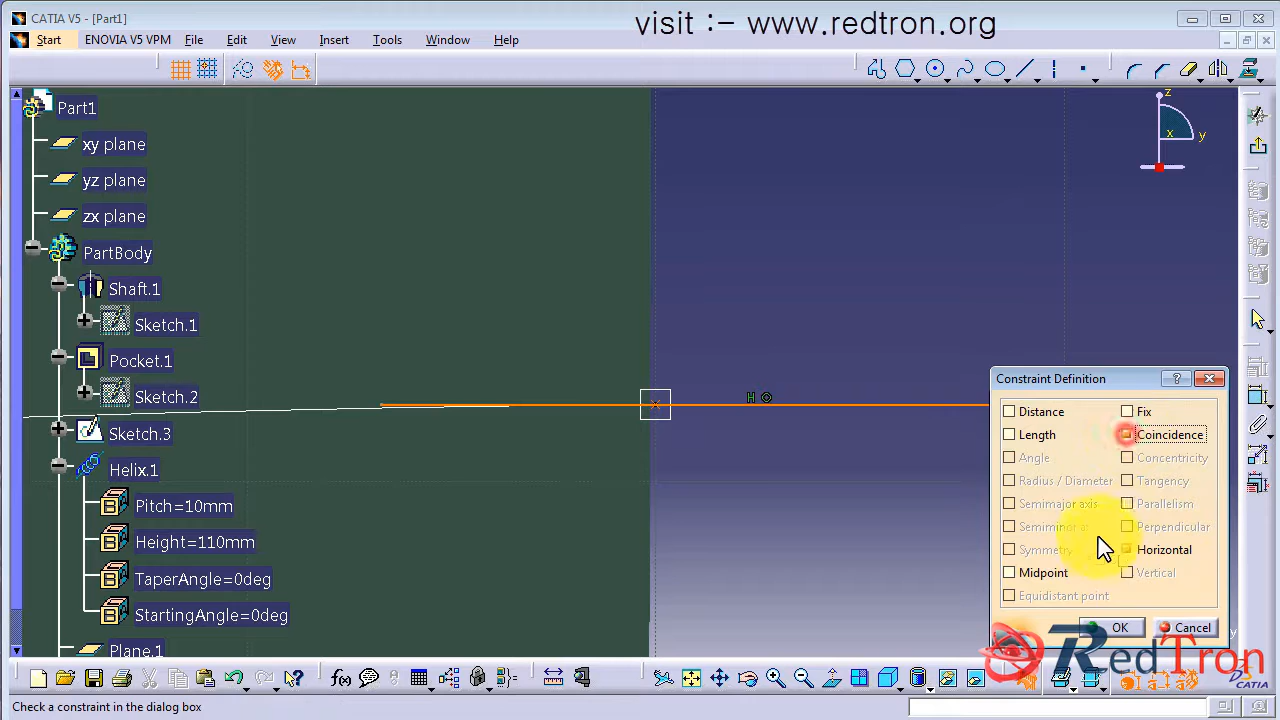 CATIA V5 - [Part1]
visit :- www.redtron.org
Start ENOVIA V5 VPM File Edit View Insert Tools Window Help
Part1
xy plane
yz plane
zx plane
PartBody
Shaft.1
Sketch.1
Pocket.1
Sketch.2
Sketch.3
Helix.1
Pitch=10mm
Height=110mm
TaperAngle=0deg
StartingAngle=0deg
Plane.1
z
x y
H
Constraint Definition
Distance Fix
Length Coincidence
Angle Concentricity
Radius / Diameter Tangency
Semimajor axis Parallelism
Perpendicular
Symmetry Horizontal
Midpoint Vertical
Equidistant point
OK Cancel
y
RedTron
f(x)
CATIA
Check a constraint in the dialog box